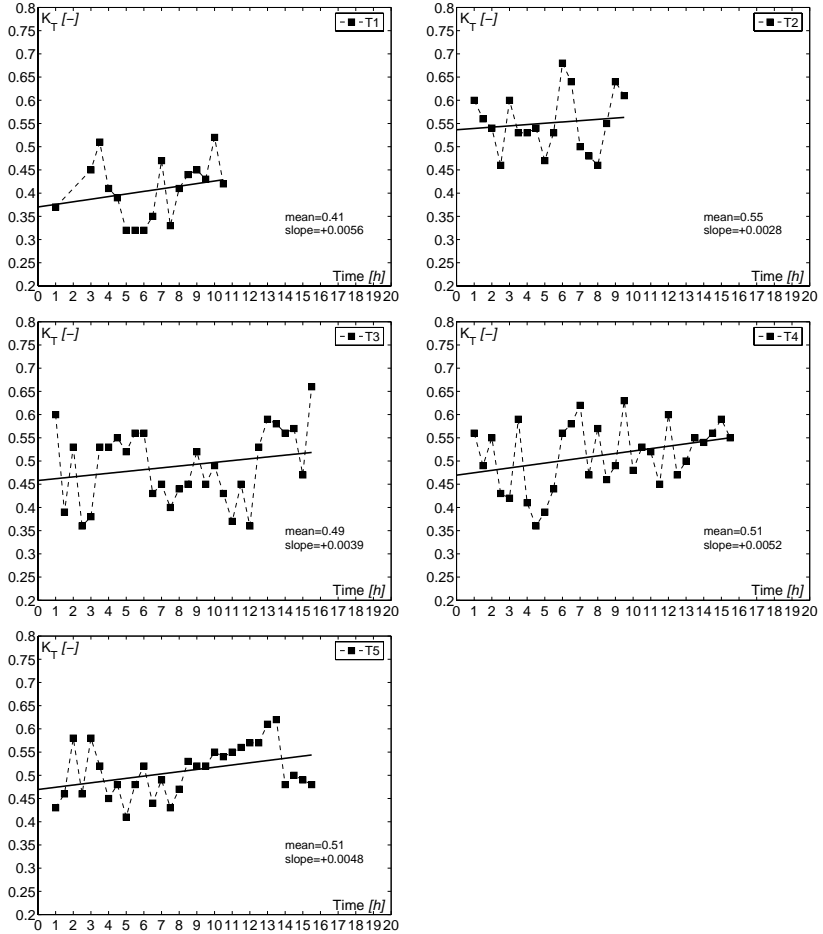 0.8
K_T [−]
T1
0.75
0.7
0.65
0.6
0.55
0.5
0.45
0.4
0.35
mean=0.41
slope=+0.0056
0.3
0.25
Time [h]
0.2
0 1 2 3 4 5 6 7 8 9 10 11 12 13 14 15 16 17 18 19 20
0.8
K_T [−]
T2
0.75
0.7
0.65
0.6
0.55
0.5
0.45
0.4
0.35
mean=0.55
slope=+0.0028
0.3
0.25
Time [h]
0.2
0 1 2 3 4 5 6 7 8 9 10 11 12 13 14 15 16 17 18 19 20
0.8
K_T [−]
T3
0.75
0.7
0.65
0.6
0.55
0.5
0.45
0.4
0.35
mean=0.49
slope=+0.0039
0.3
0.25
Time [h]
0.2
0 1 2 3 4 5 6 7 8 9 10 11 12 13 14 15 16 17 18 19 20
0.8
K_T [−]
T4
0.75
0.7
0.65
0.6
0.55
0.5
0.45
0.4
0.35
mean=0.51
slope=+0.0052
0.3
0.25
Time [h]
0.2
0 1 2 3 4 5 6 7 8 9 10 11 12 13 14 15 16 17 18 19 20
0.8
K_T [−]
T5
0.75
0.7
0.65
0.6
0.55
0.5
0.45
0.4
0.35
mean=0.51
slope=+0.0048
0.3
0.25
Time [h]
0.2
0 1 2 3 4 5 6 7 8 9 10 11 12 13 14 15 16 17 18 19 20